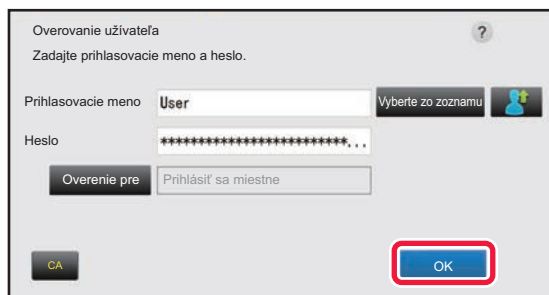 Overovanie užívateľa
?
Zadajte prihlasovacie meno a heslo.
Prihlasovacie meno User Vyberte zo zoznamu
Heslo **************************...
Overenie pre Prihlásiť sa miestne
CA OK